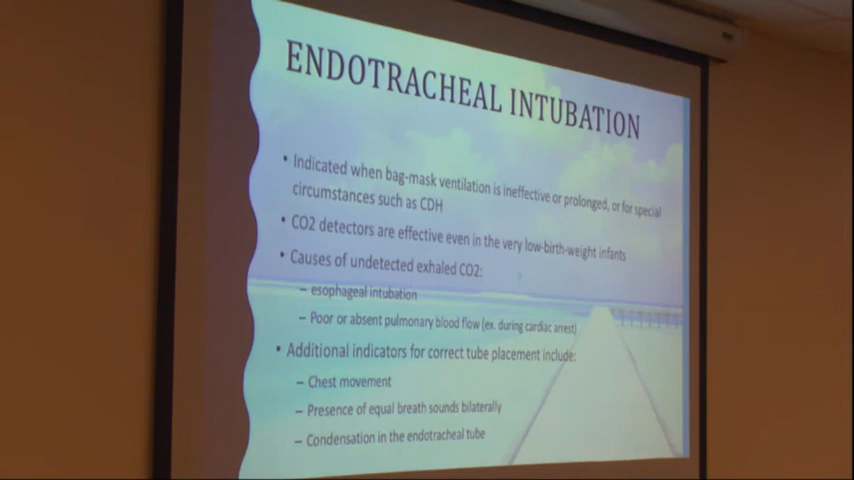 ENDOTRACHEAL INTUBATION
• Indicated when bag-mask ventilation is ineffective or prolonged, or for special
circumstances such as CDH
• CO2 detectors are effective even in the very low-birth-weight infants
• Causes of undetected exhaled CO2:
– esophageal intubation
– Poor or absent pulmonary blood flow (ex. during cardiac arrest)
• Additional indicators for correct tube placement include:
– Chest movement
– Presence of equal breath sounds bilaterally
– Condensation in the endotracheal tube